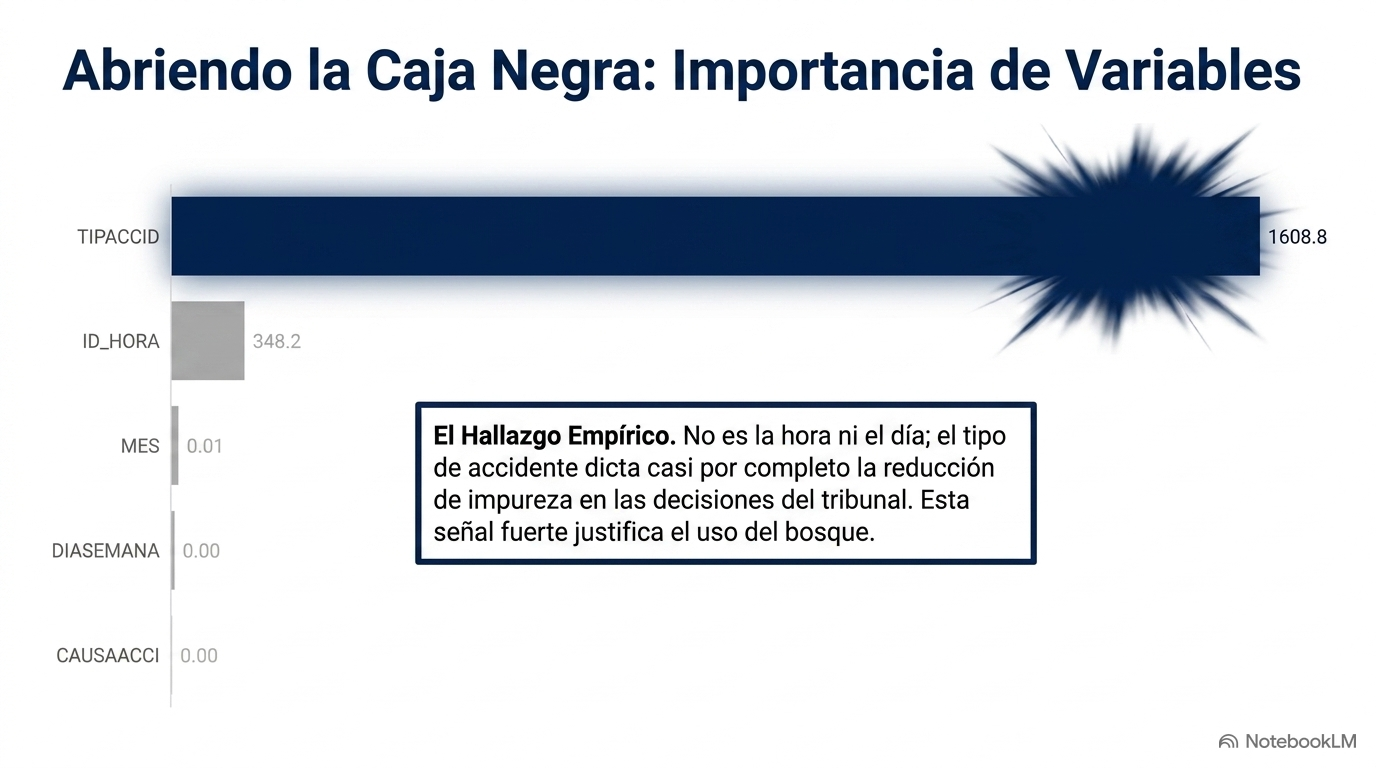 Abriendo la Caja Negra: Importancia de Variables
TIPACCID
1608.8
ID_HORA
348.2
MES
0.01
El Hallazgo Empírico. No es la hora ni el día; el tipo
de accidente dicta casi por completo la reducción
de impureza en las decisiones del tribunal. Esta
señal fuerte justifica el uso del bosque.
DIASEMANA
0.00
CAUSAACCI
0.00
NotebookLM